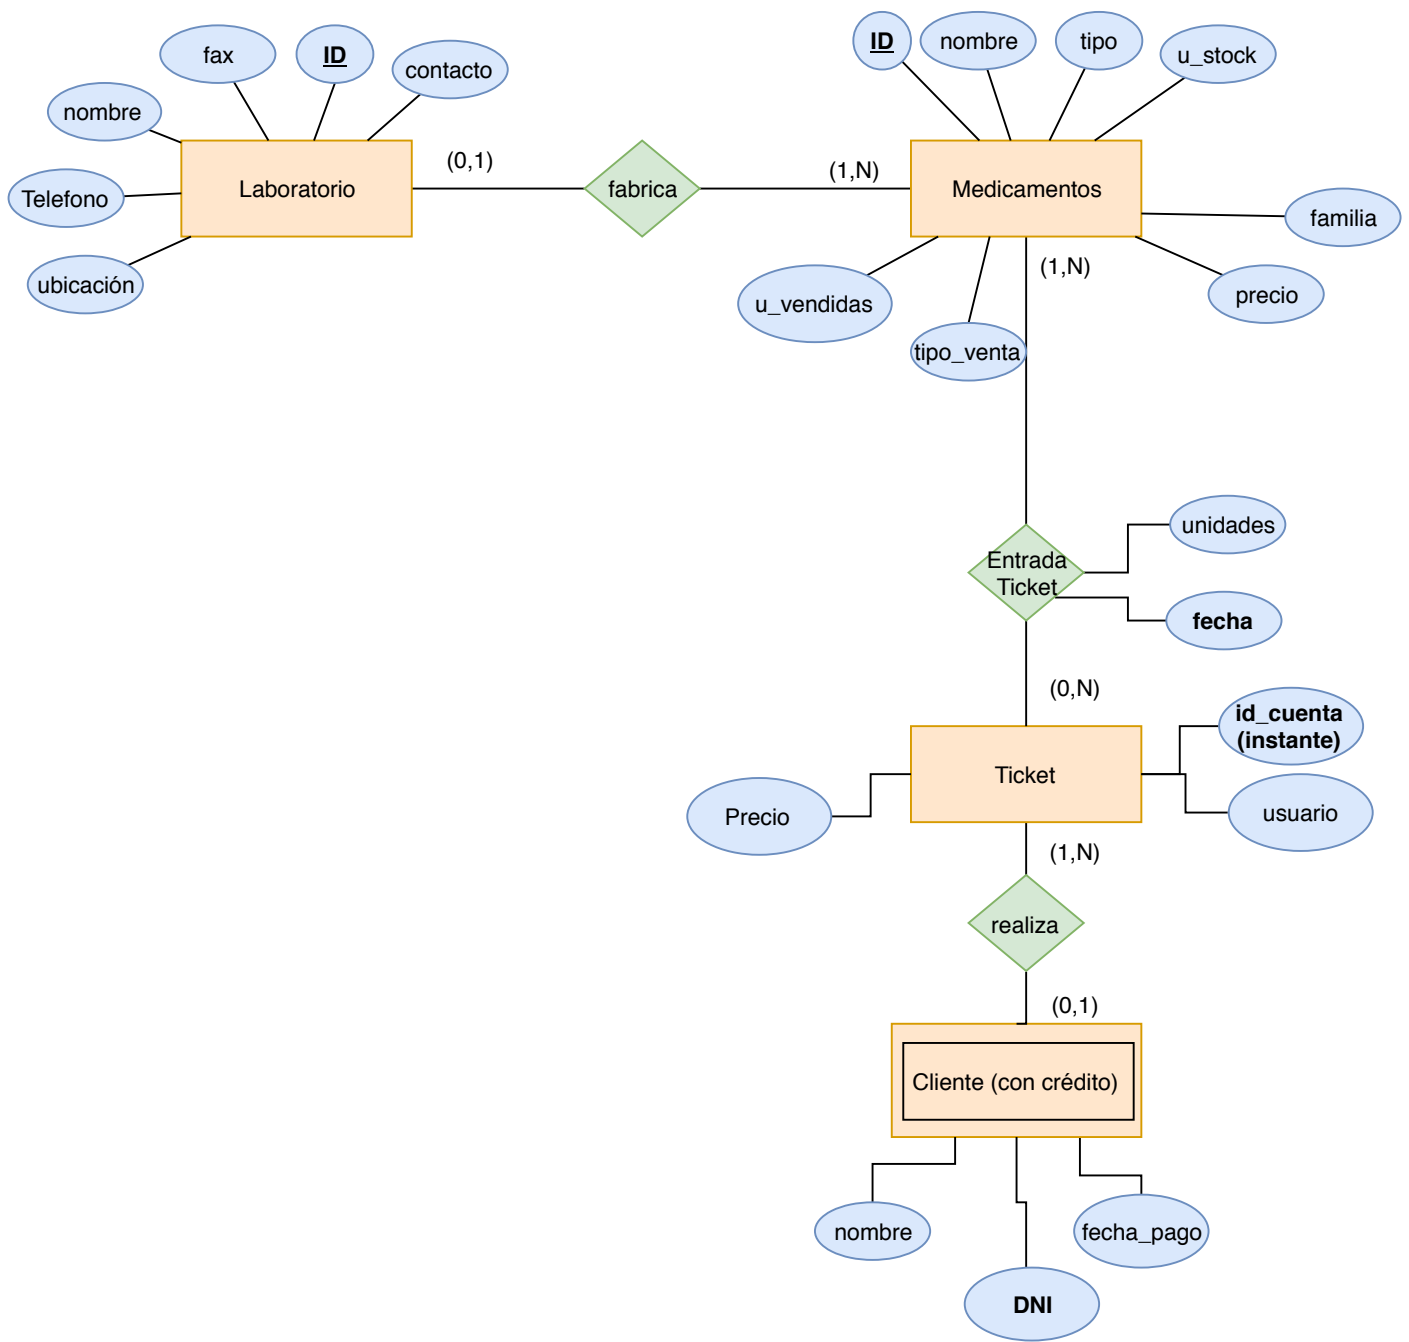 fax
ID
contacto
nombre
Telefono
ubicación
Laboratorio
(0,1)
fabrica
(1,N)
ID
nombre
tipo
u_stock
Medicamentos
familia
precio
u_vendidas
tipo_venta
(1,N)
Entrada
Ticket
unidades
fecha
(0,N)
id_cuenta
(instante)
Ticket
usuario
Precio
(1,N)
realiza
(0,1)
Cliente (con crédito)
nombre
fecha_pago
DNI